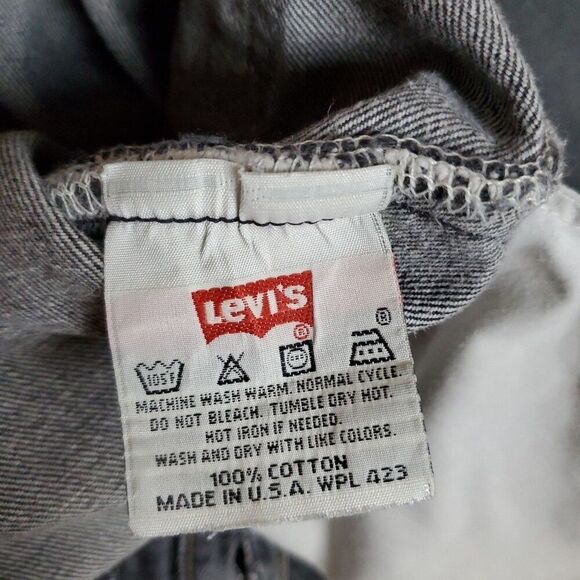 LEVI'S ®
105F ®
MACHINE WASH WARM. NORMAL CYCLE.
DO NOT BLEACH. TUMBLE DRY HOT.
HOT IRON IF NEEDED.
WASH AND DRY WITH LIKE COLORS.
100% COTTON
MADE IN U.S.A. WPL 423